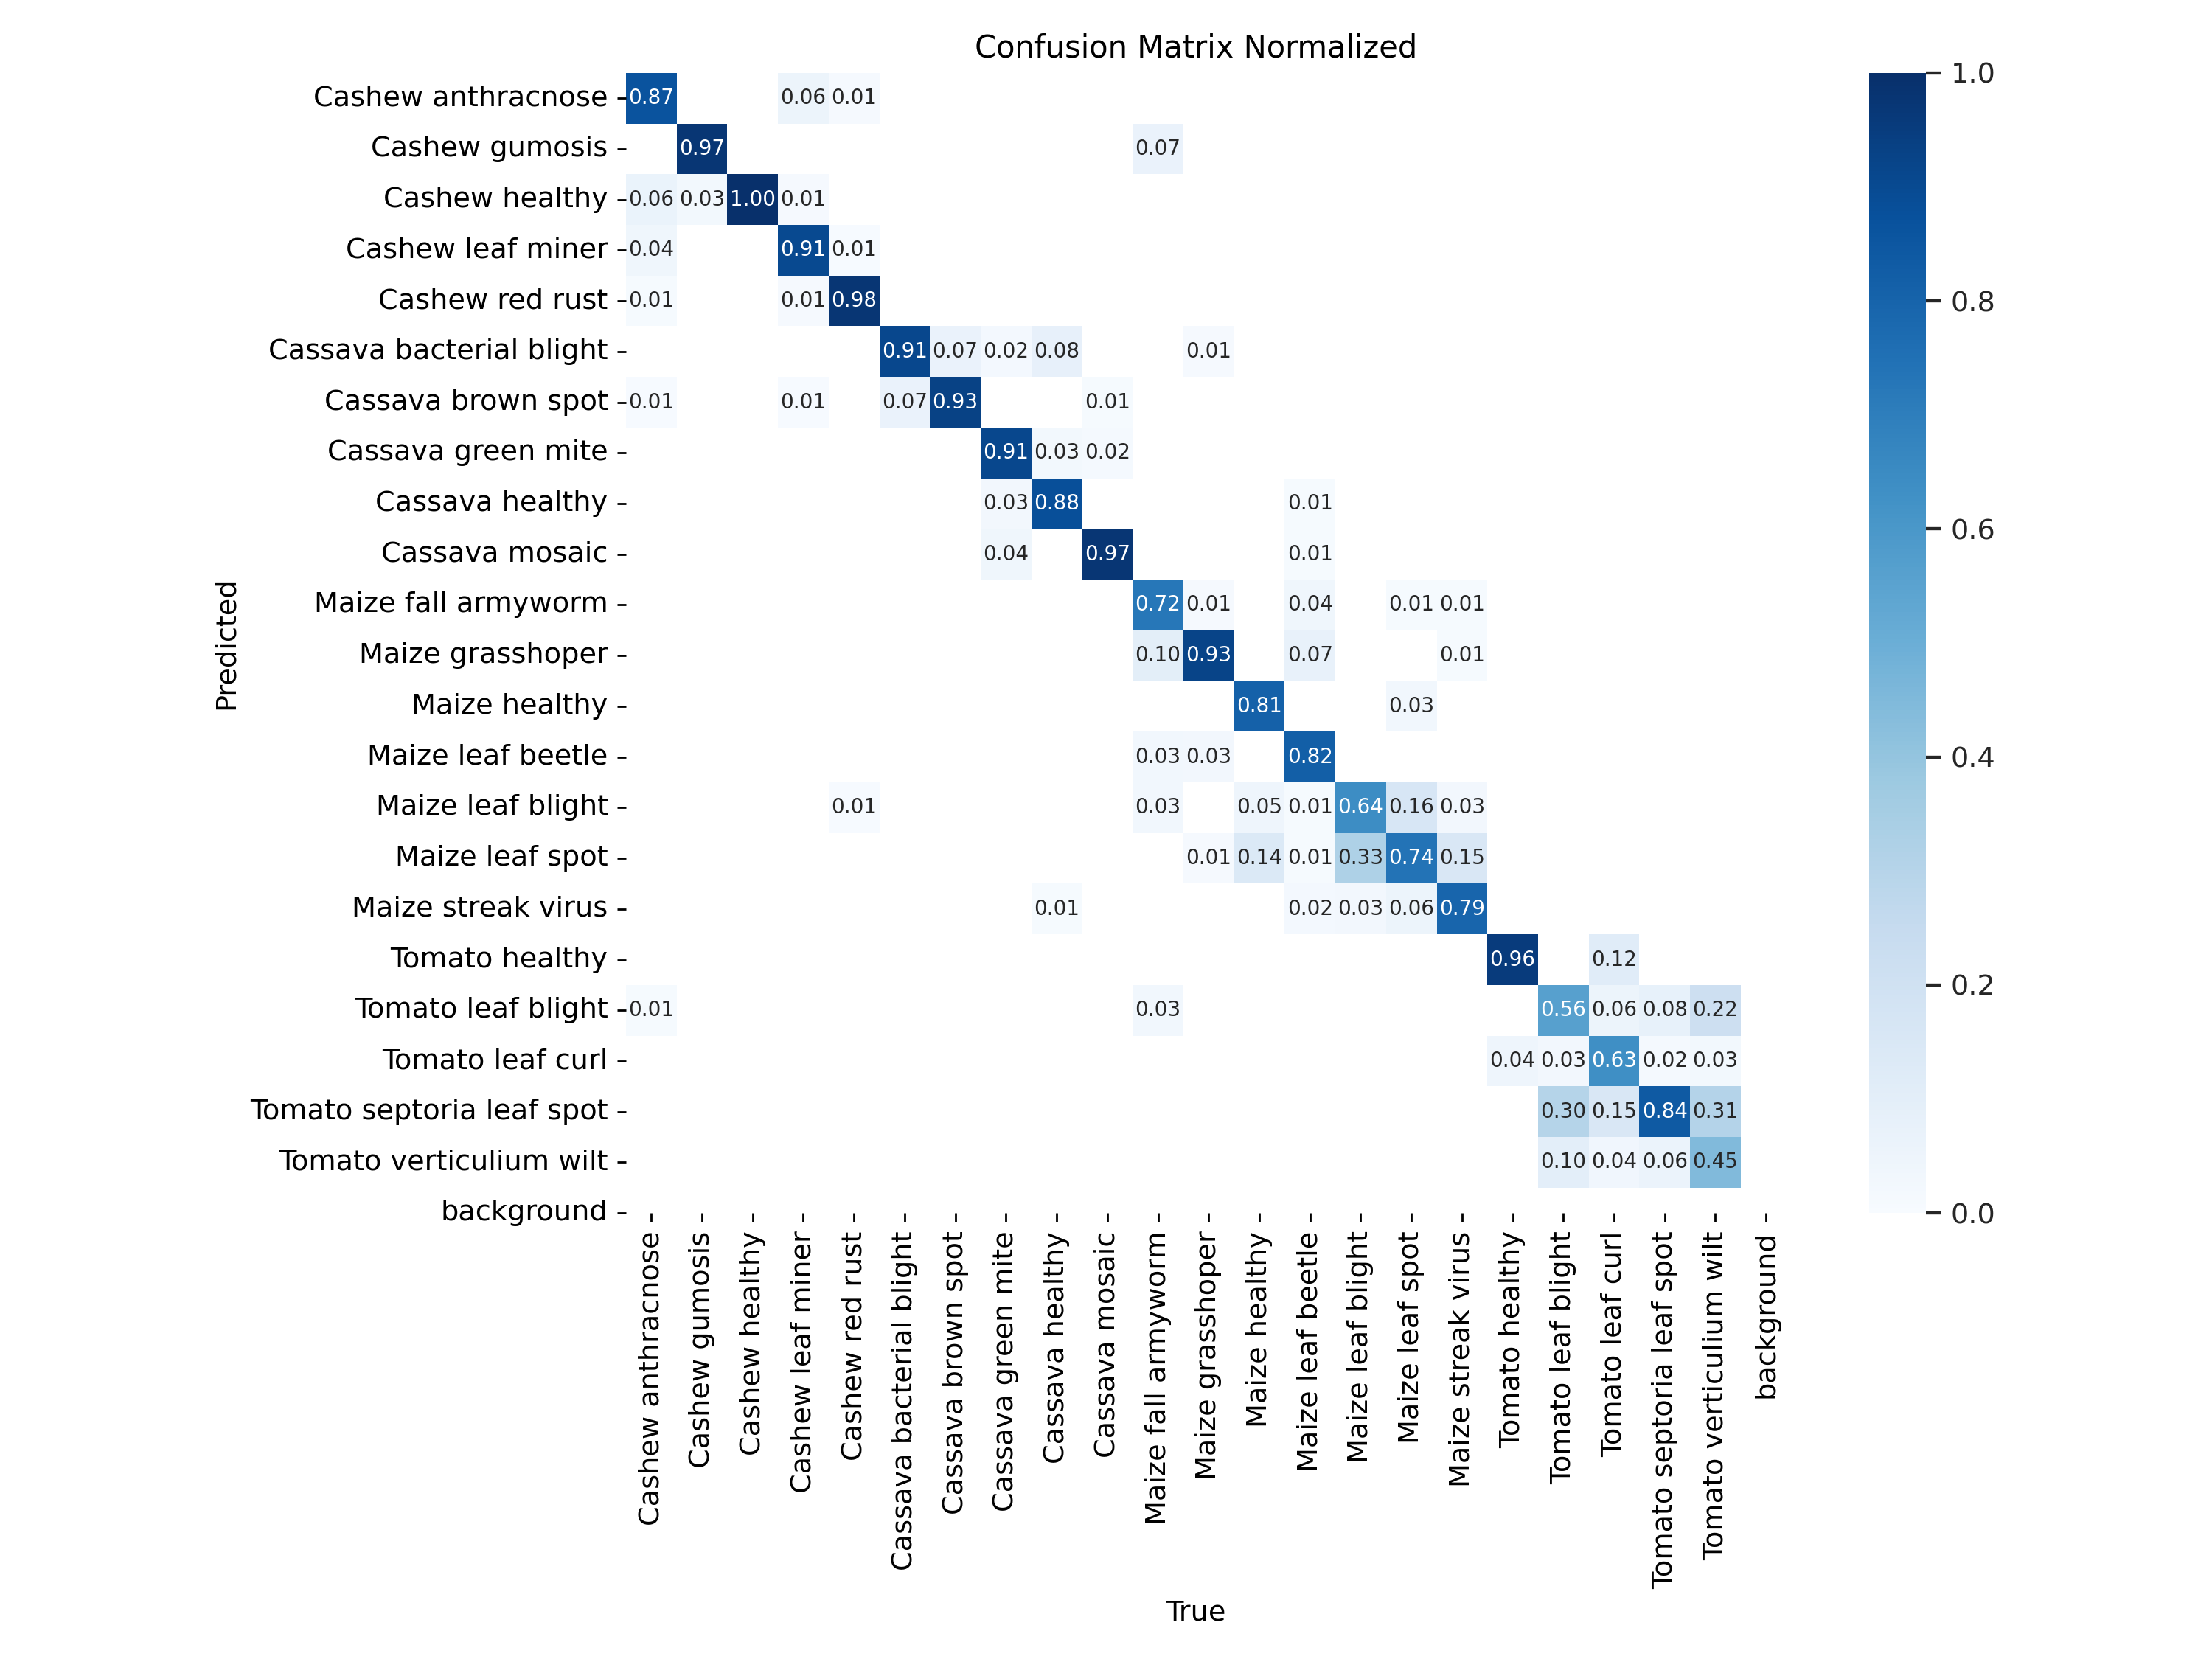 Confusion Matrix Normalized
Cashew anthracnose 0.87 0.06 0.01
Cashew gumosis 0.97 0.07
Cashew healthy 0.06 0.03 1.00 0.01
Cashew leaf miner 0.04 0.91 0.01
Cashew red rust 0.01 0.01 0.98
Cassava bacterial blight 0.91 0.07 0.02 0.08 0.01
Cassava brown spot 0.01 0.01 0.07 0.93 0.01
Cassava green mite 0.91 0.03 0.02
Cassava healthy 0.03 0.88 0.01
Cassava mosaic 0.04 0.97 0.01
Maize fall armyworm 0.72 0.01 0.04 0.01 0.01
Maize grasshoper 0.10 0.93 0.07 0.01
Maize healthy 0.81 0.03
Maize leaf beetle 0.03 0.03 0.82
Maize leaf blight 0.01 0.03 0.05 0.01 0.64 0.16 0.03
Maize leaf spot 0.01 0.14 0.01 0.33 0.74 0.15
Maize streak virus 0.01 0.02 0.03 0.06 0.79
Tomato healthy 0.96 0.12
Tomato leaf blight 0.01 0.03 0.56 0.06 0.08 0.22
Tomato leaf curl 0.04 0.03 0.63 0.02 0.03
Tomato septoria leaf spot 0.30 0.15 0.84 0.31
Tomato verticulium wilt 0.10 0.04 0.06 0.45
background
Predicted
Cashew anthracnose
Cashew gumosis
Cashew healthy
Cashew leaf miner
Cashew red rust
Cassava bacterial blight
Cassava brown spot
Cassava green mite
Cassava healthy
Cassava mosaic
Maize fall armyworm
Maize grasshoper
Maize healthy
Maize leaf beetle
Maize leaf blight
Maize leaf spot
Maize streak virus
Tomato healthy
Tomato leaf blight
Tomato leaf curl
Tomato septoria leaf spot
Tomato verticulium wilt
background
True
1.0
0.8
0.6
0.4
0.2
0.0